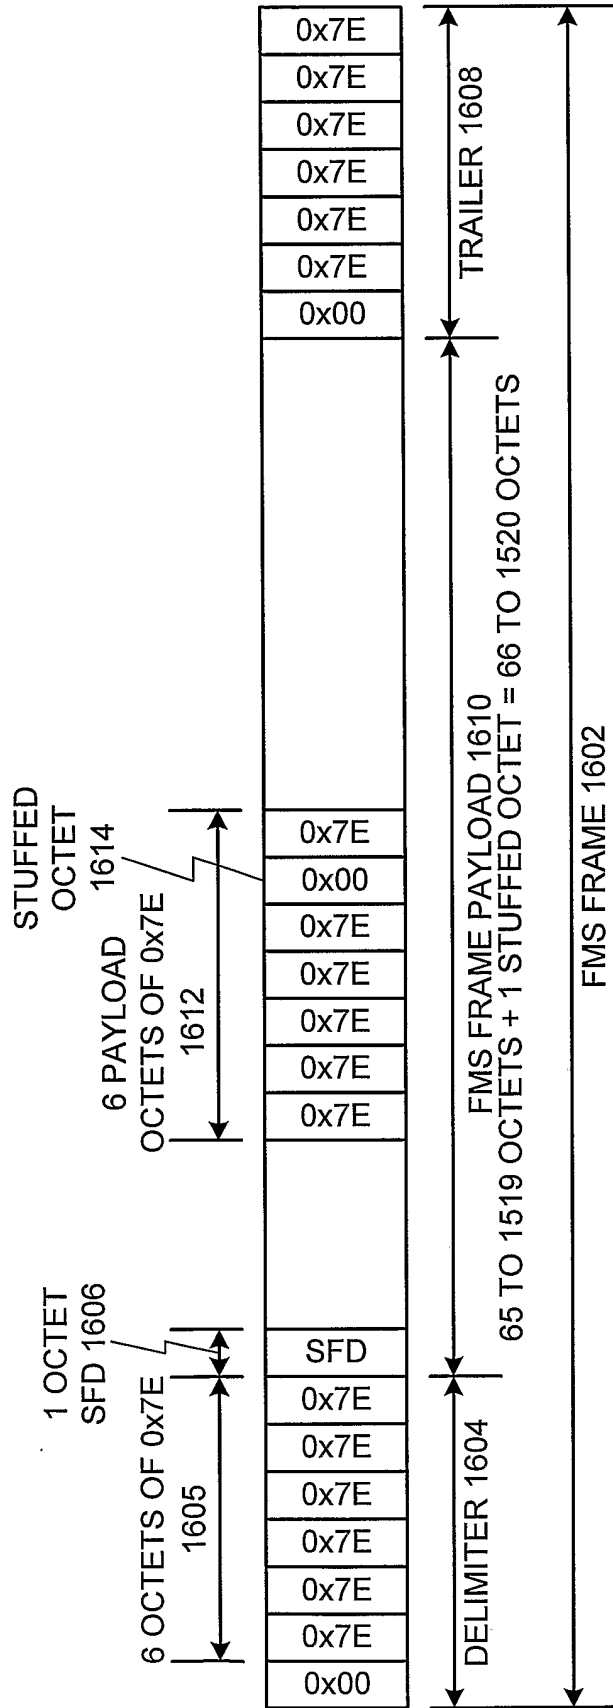 0x7E
0x7E
0x7E
0x7E
0x7E
0x7E
0x00
TRAILER 1608
STUFFED
OCTET
1614
6 PAYLOAD
OCTETS OF 0x7E
1612
0x7E
0x00
0x7E
0x7E
0x7E
0x7E
0x7E
FMS FRAME PAYLOAD 1610
65 TO 1519 OCTETS + 1 STUFFED OCTET = 66 TO 1520 OCTETS
FMS FRAME 1602
1 OCTET
SFD 1606
SFD
6 OCTETS OF 0x7E
1605
0x7E
0x7E
0x7E
0x7E
0x7E
0x7E
0x00
DELIMITER 1604